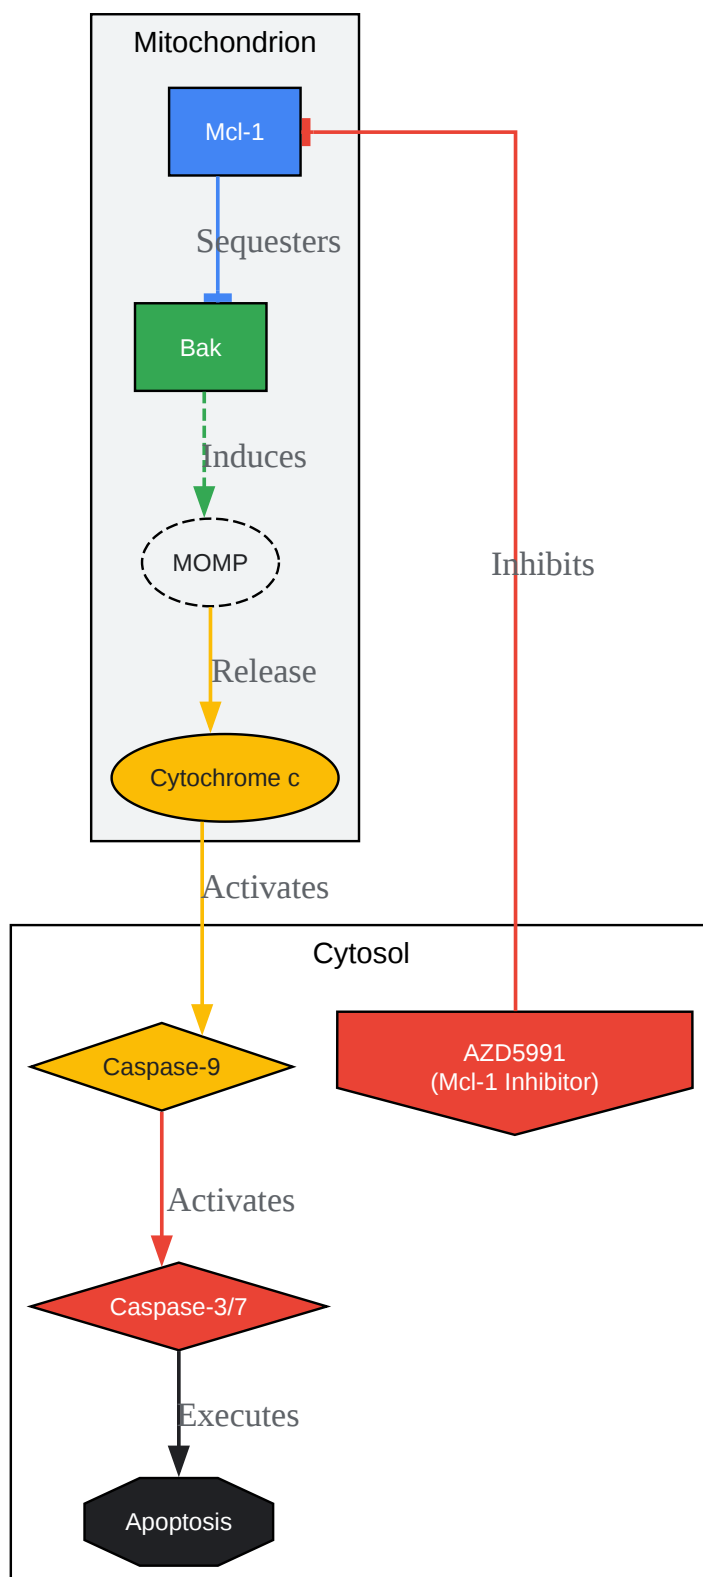 Mitochondrion
Mcl-1
Sequesters
Bak
Induces
MOMP
Inhibits
Release
Cytochrome c
Activates
Cytosol
Caspase-9
AZD5991
(Mcl-1 Inhibitor)
Activates
Caspase-3/7
Executes
Apoptosis